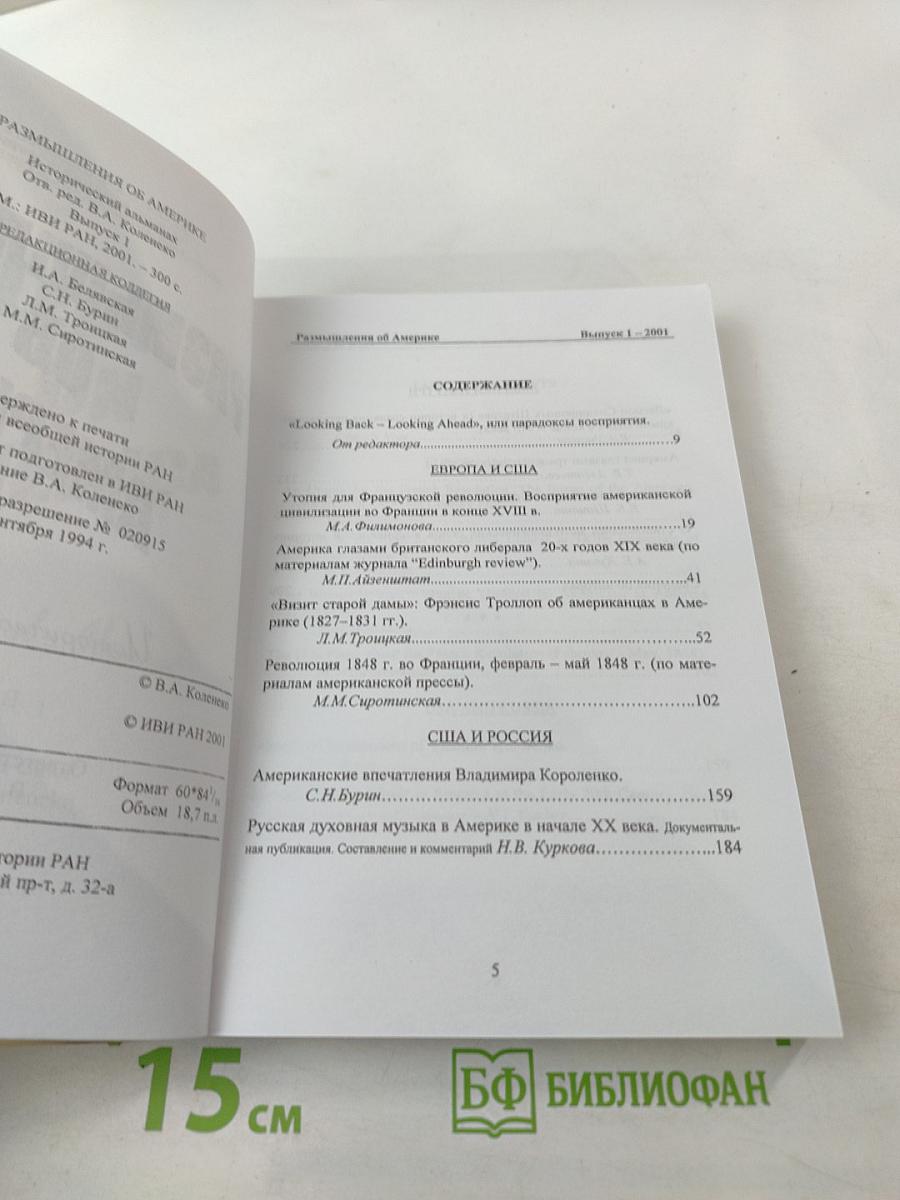 РАЗМЫШЛЕНИЯ ОБ АМЕРИКЕ
Исторический альманах
Отв. ред. В.А. Коленско
Выпуск 1
М.: ИВИ РАН, 2001. – 300 с.
РЕДАКЦИОННАЯ КОЛЛЕГИЯ
И.А. Белявская
С.Н. Бурин
Л.М. Троицкая
М.М. Сиротинская
к печати
всеобщей истории РАН
подготовлен в ИВИ РАН
В.А. Коленско
разрешение № 020915
1994 г.
© В.А. Коленеко
© ИВИ РАН 2001
Формат 60*84 1/16
Объем 18,7 п.л.
РАН
пр-т, д. 32-а
Размышления об Америке Выпуск 1 – 2001
СОДЕРЖАНИЕ
«Looking Back – Looking Ahead», или парадоксы восприятия.
От редактора...9
ЕВРОПА И США
Утопия для Французской революции. Восприятие американской
цивилизации во Франции в конце XVIII в.
М.А.Филимонова...19
Америка глазами британского либерала 20-х годов XIX века (по
материалам журнала “Edinburgh review”).
М.П.Айзенштат...41
«Визит старой дамы»: Фрэнсис Троллоп об американцах в Аме-
рике (1827–1831 гг.).
Л.М.Троицкая...52
Революция 1848 г. во Франции, февраль – май 1848 г. (по мате-
риалам американской прессы).
М.М.Сиротинская...102
США И РОССИЯ
Американские впечатления Владимира Короленко.
С.Н.Бурин...159
Русская духовная музыка в Америке в начале XX века. Документаль-
ная публикация. Составление и комментарий Н.В. Куркова...184
5
15 см
БФ БИБЛИОФАН